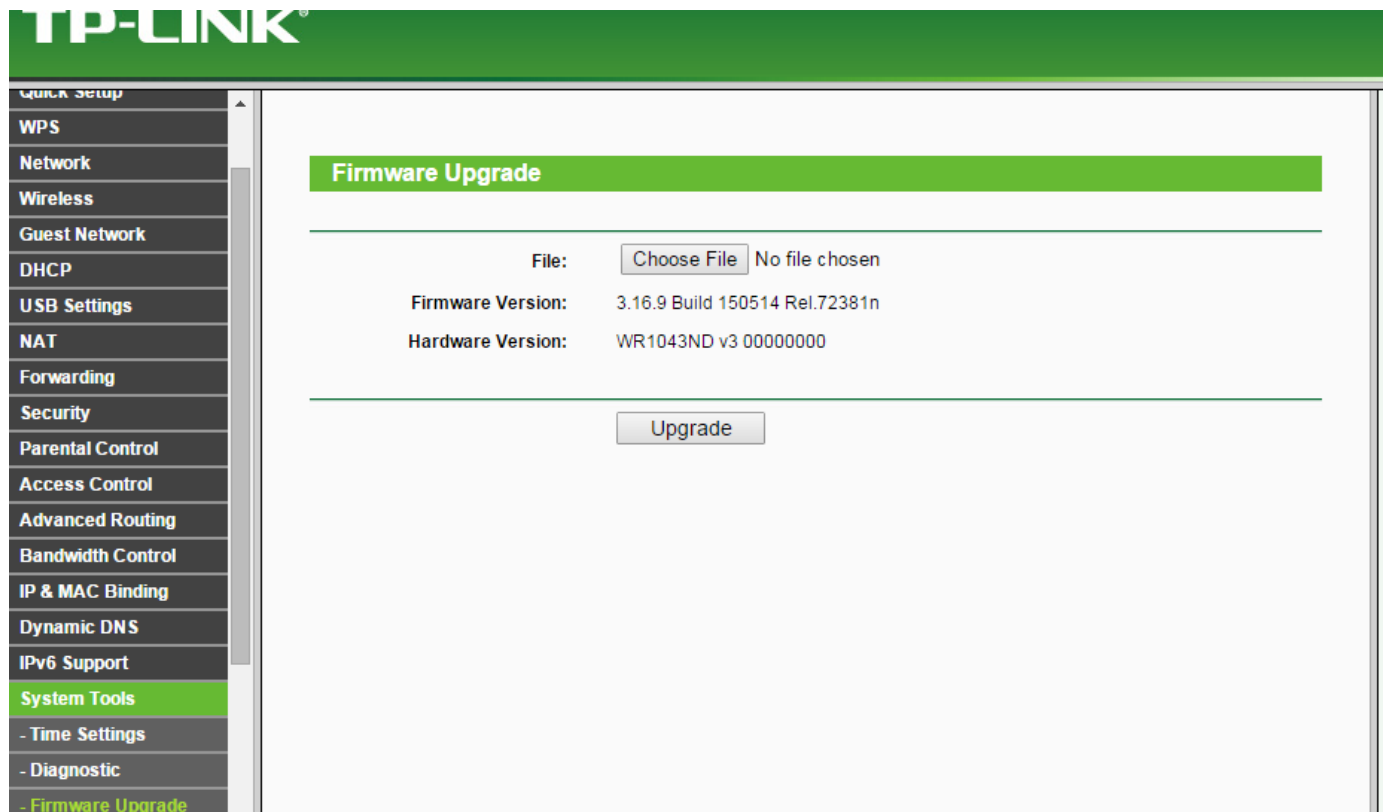 TP-LINK®
Quick Setup
WPS
Network
Wireless
Guest Network
DHCP
USB Settings
NAT
Forwarding
Security
Parental Control
Access Control
Advanced Routing
Bandwidth Control
IP & MAC Binding
Dynamic DNS
IPv6 Support
System Tools
- Time Settings
- Diagnostic
- Firmware Upgrade
Firmware Upgrade
File: Choose File No file chosen
Firmware Version: 3.16.9 Build 150514 Rel.72381n
Hardware Version: WR1043ND v3 00000000
Upgrade